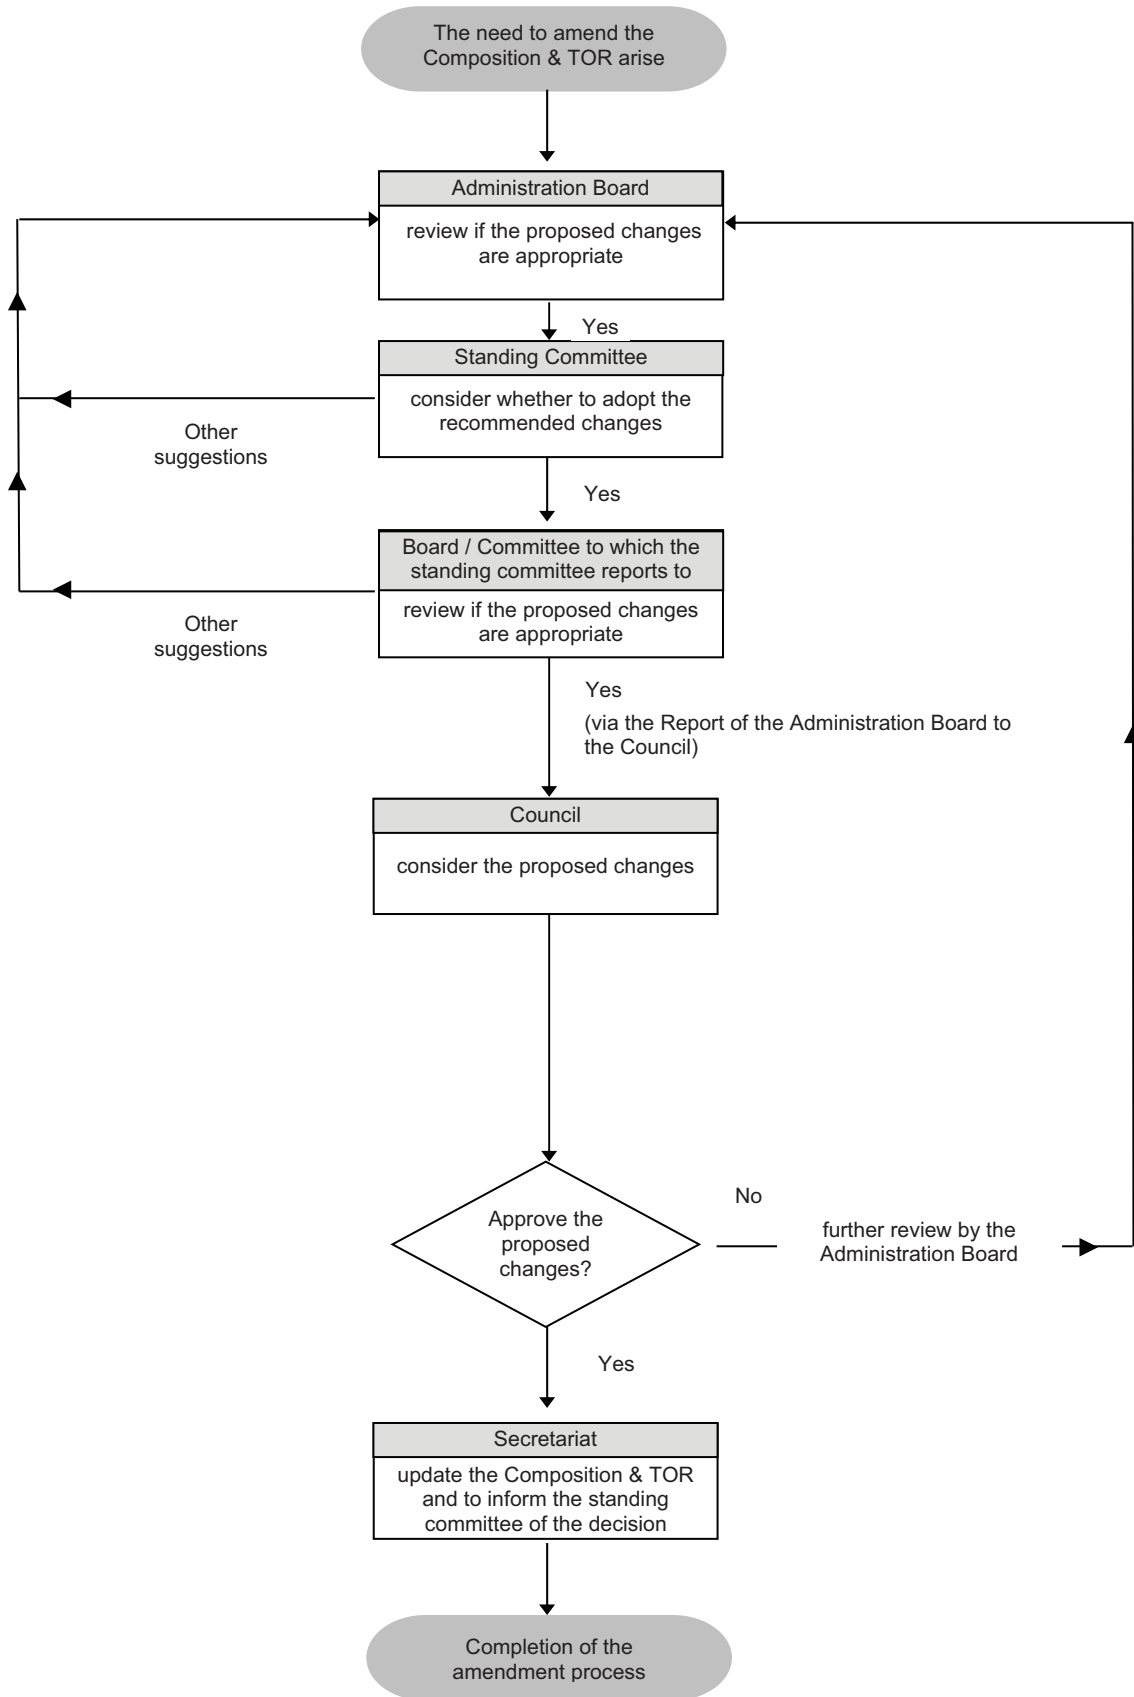 The need to amend the
Composition & TOR arise
Administration Board
review if the proposed changes
are appropriate
Yes
Standing Committee
consider whether to adopt the
recommended changes
Other
suggestions
Yes
Board / Committee to which the
standing committee reports to
review if the proposed changes
are appropriate
Other
suggestions
Yes
(via the Report of the Administration Board to
the Council)
Council
consider the proposed changes
Approve the
proposed
changes?
No
further review by the
Administration Board
Yes
Secretariat
update the Composition & TOR
and to inform the standing
committee of the decision
Completion of the
amendment process